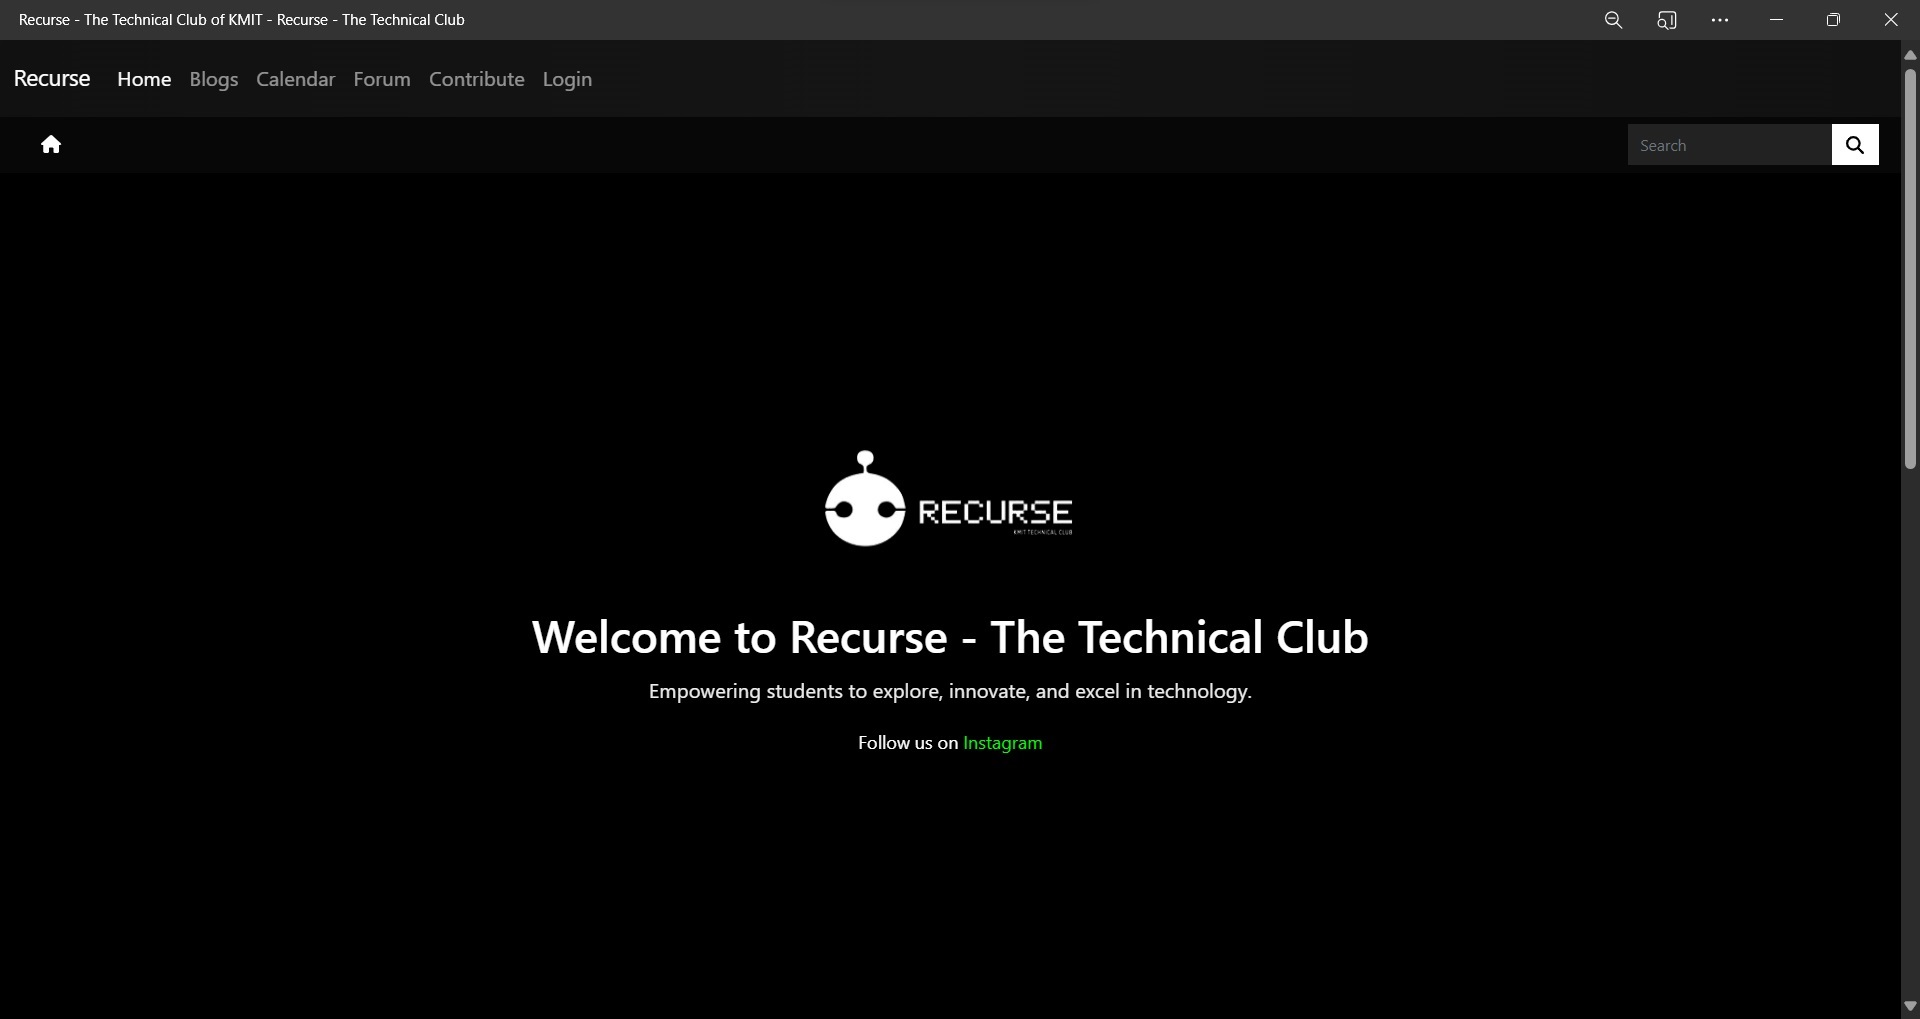 Recurse - The Technical Club of KMIT - Recurse - The Technical Club
Recurse Home Blogs Calendar Forum Contribute Login
Search
RECURSE
KMIT TECHNICAL CLUB
Welcome to Recurse - The Technical Club
Empowering students to explore, innovate, and excel in technology.
Follow us on Instagram